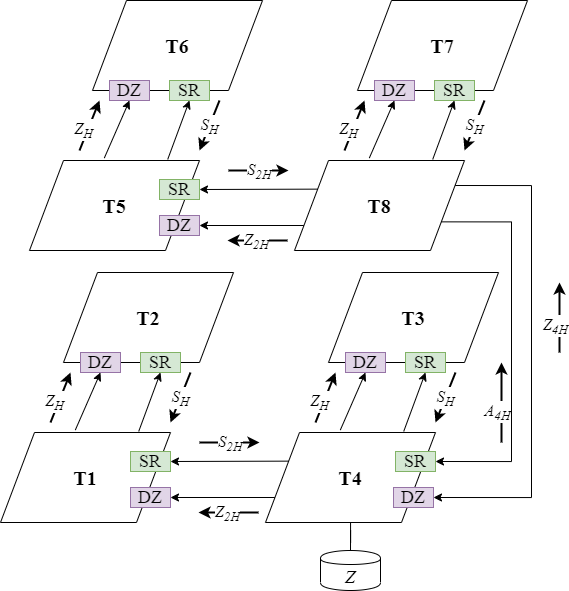 T6
T7
DZ
SR
DZ
SR
Z_H
S_H
Z_H
S_H
S_2H
T5
SR
T8
DZ
Z_2H
T2
T3
Z_4H
DZ
SR
DZ
SR
Z_H
S_H
Z_H
S_H
A_4H
S_2H
SR
SR
T1
T4
DZ
DZ
Z_2H
Z